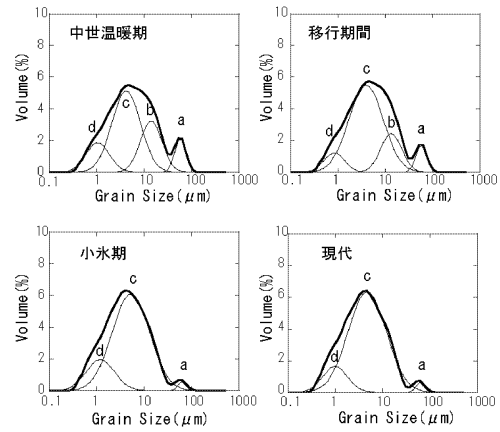 中世温暖期
Volume(%)
10
8
6
4
2
0
d
c
b
a
0.1
1
10
100
1000
Grain Size(μm)
移行期間
Volume(%)
10
8
6
4
2
0
d
c
b
a
0.1
1
10
100
1000
Grain Size(μm)
小氷期
Volume(%)
10
8
6
4
2
0
d
c
a
0.1
1
10
100
1000
Grain Size(μm)
現代
Volume(%)
10
8
6
4
2
0
d
c
a
0.1
1
10
100
1000
Grain Size(μm)